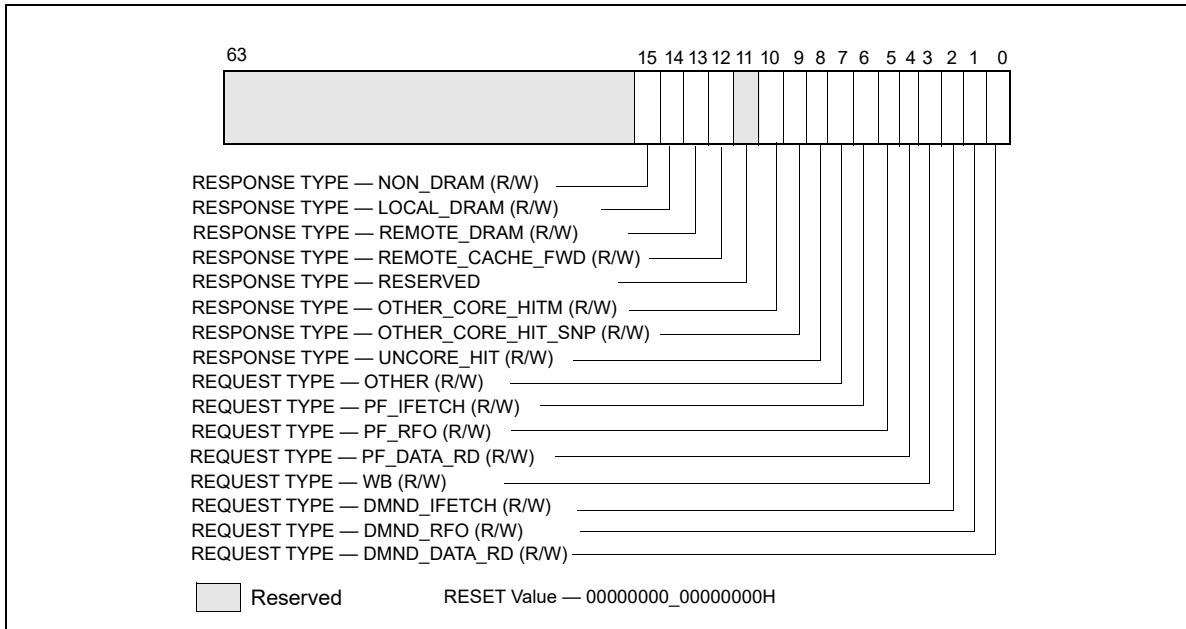 63 15 14 13 12 11 10 9 8 7 6 5 4 3 2 1 0
RESPONSE TYPE — NON_DRAM (R/W)
RESPONSE TYPE — LOCAL_DRAM (R/W)
RESPONSE TYPE — REMOTE_DRAM (R/W)
RESPONSE TYPE — REMOTE_CACHE_FWD (R/W)
RESPONSE TYPE — RESERVED
RESPONSE TYPE — OTHER_CORE_HITM (R/W)
RESPONSE TYPE — OTHER_CORE_HIT_SNP (R/W)
RESPONSE TYPE — UNCORE_HIT (R/W)
REQUEST TYPE — OTHER (R/W)
REQUEST TYPE — PF_IFETCH (R/W)
REQUEST TYPE — PF_RFO (R/W)
REQUEST TYPE — PF_DATA_RD (R/W)
REQUEST TYPE — WB (R/W)
REQUEST TYPE — DMND_IFETCH (R/W)
REQUEST TYPE — DMND_RFO (R/W)
REQUEST TYPE — DMND_DATA_RD (R/W)
Reserved RESET Value — 00000000_00000000H